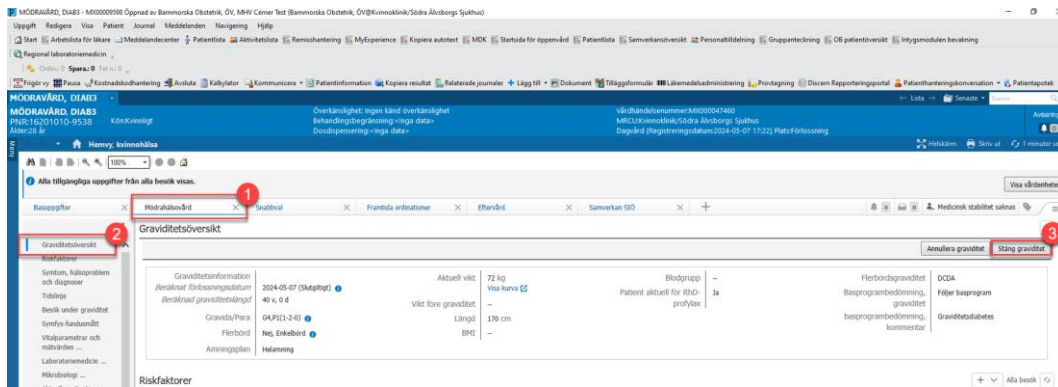 MÖDRAVÅRD, DIAB3 - MX00009598 Öppnad av Barnmorska Obstetrik, ÖV, MHV Cerner Test (Barnmorska Obstetrik, ÖV@Kvinnoklinik/Södra Älvsborgs Sjukhus)
Uppgift Redigera Visa Patient Journal Meddelanden Navigering Hjälp
Start Arbetslista för läkare Meddelandecenter Patientlista Aktivitetslista Remisshantering MyExperience Kopiera autotext MDK Startsida för öppenvård Patientlista Samverkansöversikt Personaltilldelning Gruppanteckning OB patientöversikt Intygsmodulen bevakning
Regional laboratoriemedicin
Ordin.: 0 Spara.: 0
Frigör vy Pausa Kostnadskodhantering Avsluta Kalkylator Kommunicera Patientinformation Kopiera resultat Relaterade journaler Lägg till Dokument Tilläggsformulär Läkemedelsadministrering Provtagning Discern Rapporteringsportal Patienthanteringskonversation Patientapotek
MÖDRAVÅRD, DIAB3 Lista Senaste
MÖDRAVÅRD, DIAB3 Överkänslighet: Ingen känd överkänslighet Vårdhändelsenummer:MX000047460
PNR:16201010-9538 Kön:Kvinnligt Behandlingsbegränsning:<Inga data> MRCU:Kvinnoklinik/Södra Älvsborgs Sjukhus
Ålder:28 år Dosdispensering:<Inga data> Dagvård [Registreringsdatum:2024-05-07 17:22] Plats:Förlossning
Meny Hemvy, kvinnohälsa Helskärm Skriv ut 1 minuter se
100%
Alla tillgängliga uppgifter från alla besök visas. Visa vårdenheter
1
Basuppgifter Mödrahälsovård Snabbval Framtida ordinationer Eftervård Samverkan SIÖ Medicinsk stabilitet saknas
2 Graviditetsöversikt 3
Graviditetsöversikt Annullera graviditet Stäng graviditet
Riskfaktorer
Symtom, hälsoproblem och diagnoser
Tidslinje
Besök under graviditet
Symfys-fundusmått
Vitalparametrar och mätvärden ...
Laboratoriemedicin ...
Mikrobiologi ...
Graviditetsinformation
Beräknat förlossningsdatum 2024-05-07 (Slutgiltigt)
Beräknad graviditetslängd 40 v, 0 d
Gravida/Para G4,P1(1-2-0)
Flerbörd Nej, Enkelbörd
Amningsplan Helamning
Aktuell vikt 72 kg
Visa kurva
Vikt före graviditet --
Längd 170 cm
BMI --
Blodgrupp --
Patient aktuell för RhD-profylax Ja
Flerbördsgraviditet DCDA
Basprogrambedömning, graviditet Följer basprogram
basprogrambedömning, kommentar Graviditetsdiabetes
Riskfaktorer Alla besök